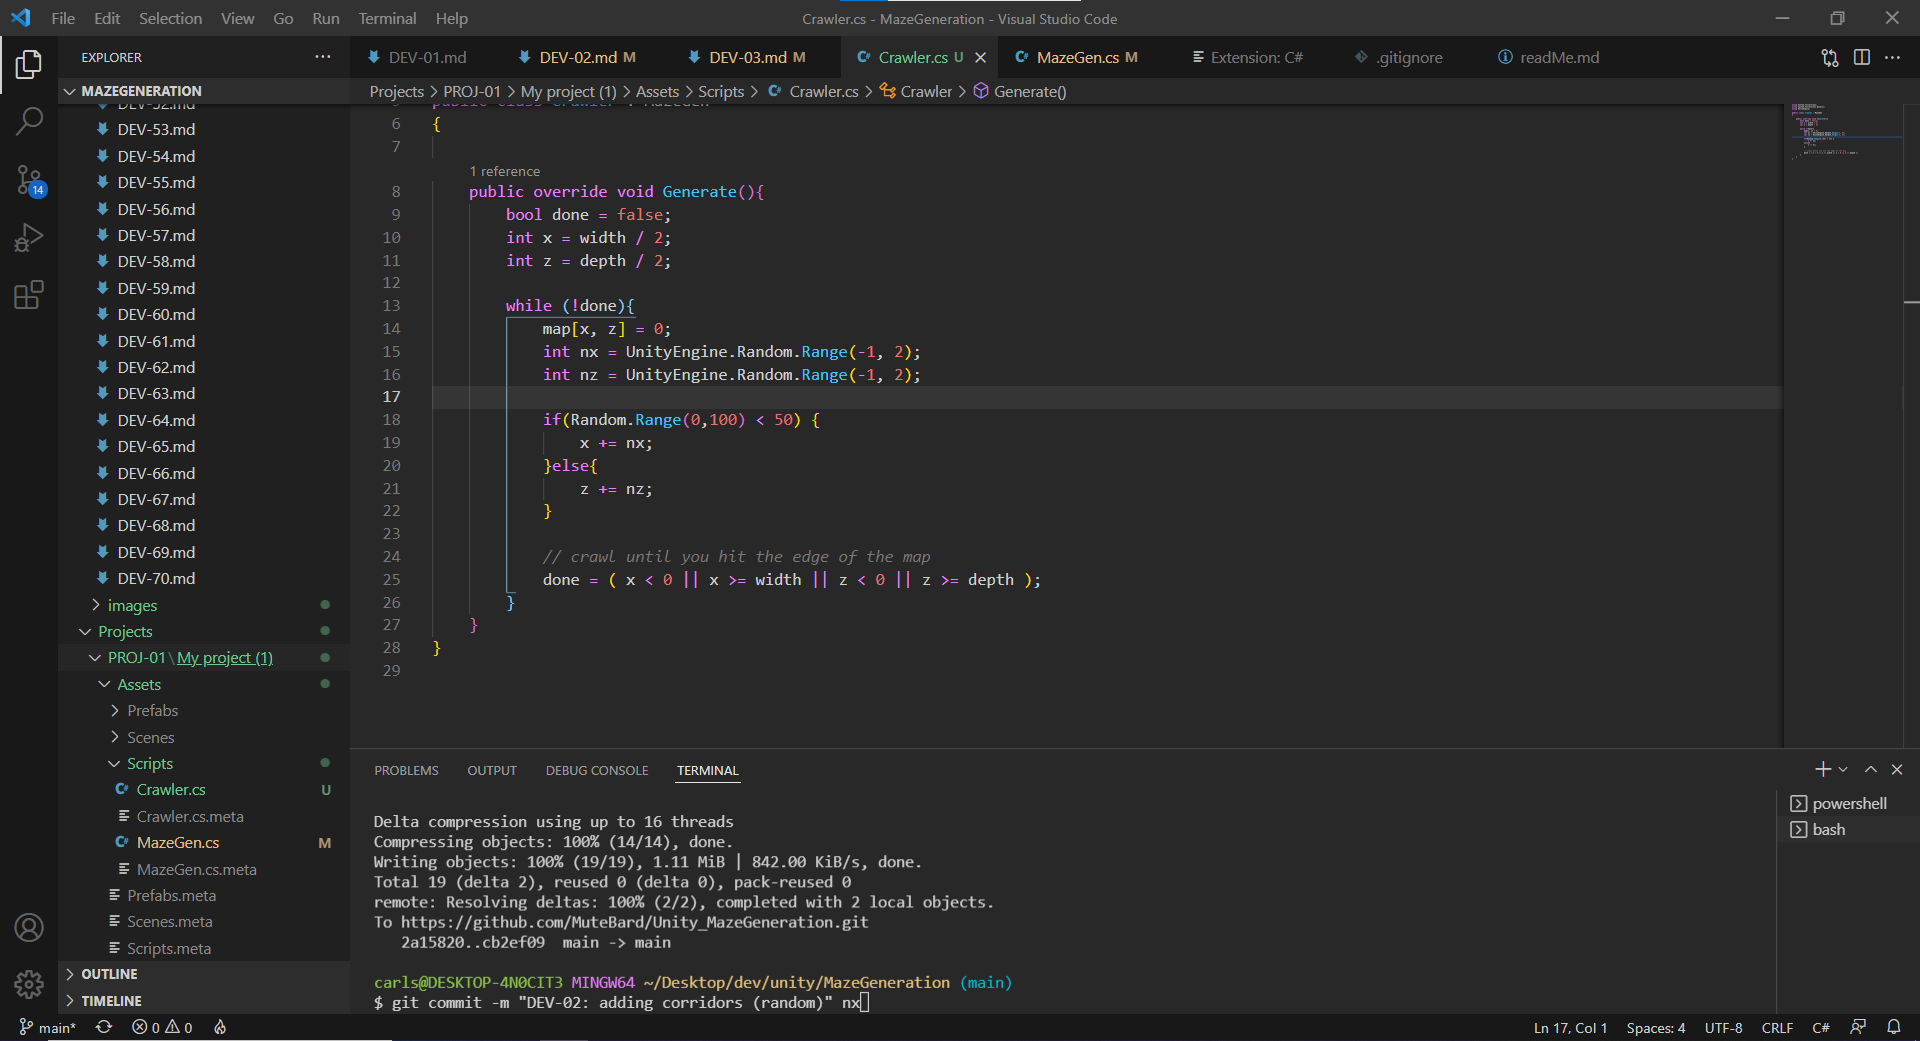 File Edit Selection View Go Run Terminal Help
Crawler.cs - MazeGeneration - Visual Studio Code
EXPLORER
DEV-01.md
DEV-02.md M
DEV-03.md M
Crawler.cs U
MazeGen.cs M
Extension: C#
.gitignore
readMe.md
MAZEGENERATION
DEV-52.md
DEV-53.md
DEV-54.md
DEV-55.md
DEV-56.md
DEV-57.md
DEV-58.md
DEV-59.md
DEV-60.md
DEV-61.md
DEV-62.md
DEV-63.md
DEV-64.md
DEV-65.md
DEV-66.md
DEV-67.md
DEV-68.md
DEV-69.md
DEV-70.md
images
Projects
PROJ-01\My project (1)
Assets
Prefabs
Scenes
Scripts
Crawler.cs U
Crawler.cs.meta
MazeGen.cs M
MazeGen.cs.meta
Prefabs.meta
Scenes.meta
Scripts.meta
OUTLINE
TIMELINE
14
Projects > PROJ-01 > My project (1) > Assets > Scripts > Crawler.cs > Crawler > Generate()
5 public class Crawler : MazeGen
6 {
7
1 reference
8 public override void Generate(){
9 bool done = false;
10 int x = width / 2;
11 int z = depth / 2;
12
13 while (!done){
14 map[x, z] = 0;
15 int nx = UnityEngine.Random.Range(-1, 2);
16 int nz = UnityEngine.Random.Range(-1, 2);
17
18 if(Random.Range(0,100) < 50) {
19 x += nx;
20 }else{
21 z += nz;
22 }
23
24 // crawl until you hit the edge of the map
25 done = ( x < 0 || x >= width || z < 0 || z >= depth );
26 }
27 }
28 }
29
PROBLEMS OUTPUT DEBUG CONSOLE TERMINAL
powershell
bash
Delta compression using up to 16 threads
Compressing objects: 100% (14/14), done.
Writing objects: 100% (19/19), 1.11 MiB | 842.00 KiB/s, done.
Total 19 (delta 2), reused 0 (delta 0), pack-reused 0
remote: Resolving deltas: 100% (2/2), completed with 2 local objects.
To https://github.com/MuteBard/Unity_MazeGeneration.git
2a15820..cb2ef09 main -> main
carls@DESKTOP-4N0CIT3 MINGW64 ~/Desktop/dev/unity/MazeGeneration (main)
$ git commit -m "DEV-02: adding corridors (random)" nx
main* 0 0
Ln 17, Col 1 Spaces: 4 UTF-8 CRLF C#